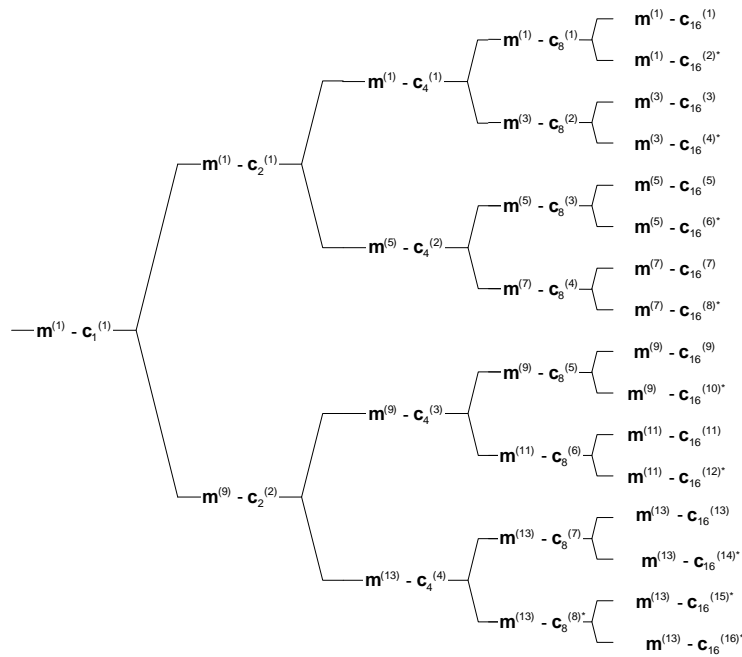 m(1) - c16(1)
m(1) - c8(1)
m(1) - c16(2)*
m(1) - c4(1)
m(3) - c16(3)
m(3) - c8(2)
m(3) - c16(4)*
m(1) - c2(1)
m(5) - c16(5)
m(5) - c8(3)
m(5) - c16(6)*
m(5) - c4(2)
m(7) - c16(7)
m(7) - c8(4)
m(7) - c16(8)*
m(1) - c1(1)
m(9) - c16(9)
m(9) - c8(5)
m(9) - c16(10)*
m(9) - c4(3)
m(11) - c16(11)
m(11) - c8(6)
m(11) - c16(12)*
m(9) - c2(2)
m(13) - c16(13)
m(13) - c8(7)
m(13) - c16(14)*
m(13) - c4(4)
m(13) - c16(15)*
m(13) - c8(8)*
m(13) - c16(16)*